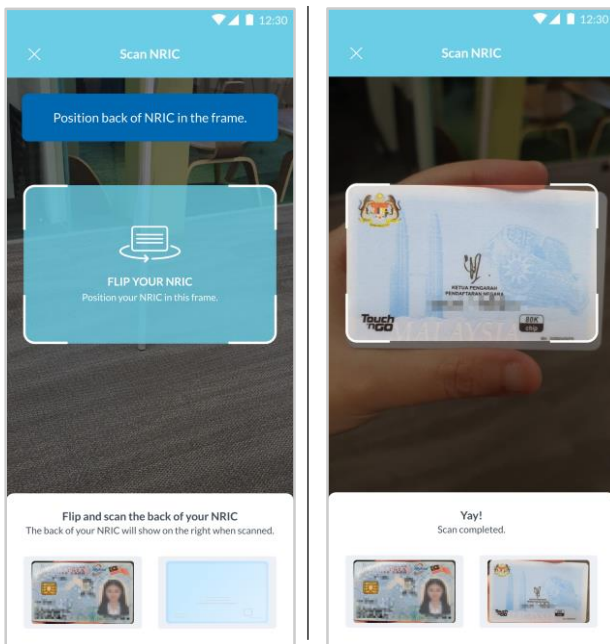 12:30
Scan NRIC
Position back of NRIC in the frame.
FLIP YOUR NRIC
Position your NRIC in this frame.
Flip and scan the back of your NRIC
The back of your NRIC will show on the right when scanned.
12:30
Scan NRIC
KETUA PENGARAH
PENDAFTARAN NEGARA
Touch
'nGO
80K
chip
MALAYSIA
Yay!
Scan completed.